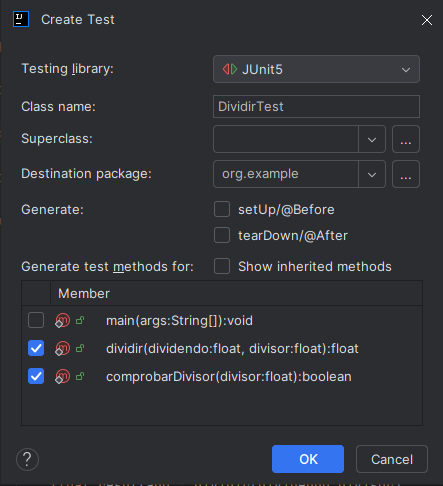 Create Test
Testing library:
JUnit5
Class name:
DividirTest
Superclass:
...
Destination package:
org.example
...
Generate:
setUp/@Before
tearDown/@After
Generate test methods for:
Show inherited methods
Member
main(args:String[]):void
dividir(dividendo:float, divisor:float):float
comprobarDivisor(divisor:float):boolean
?
OK
Cancel